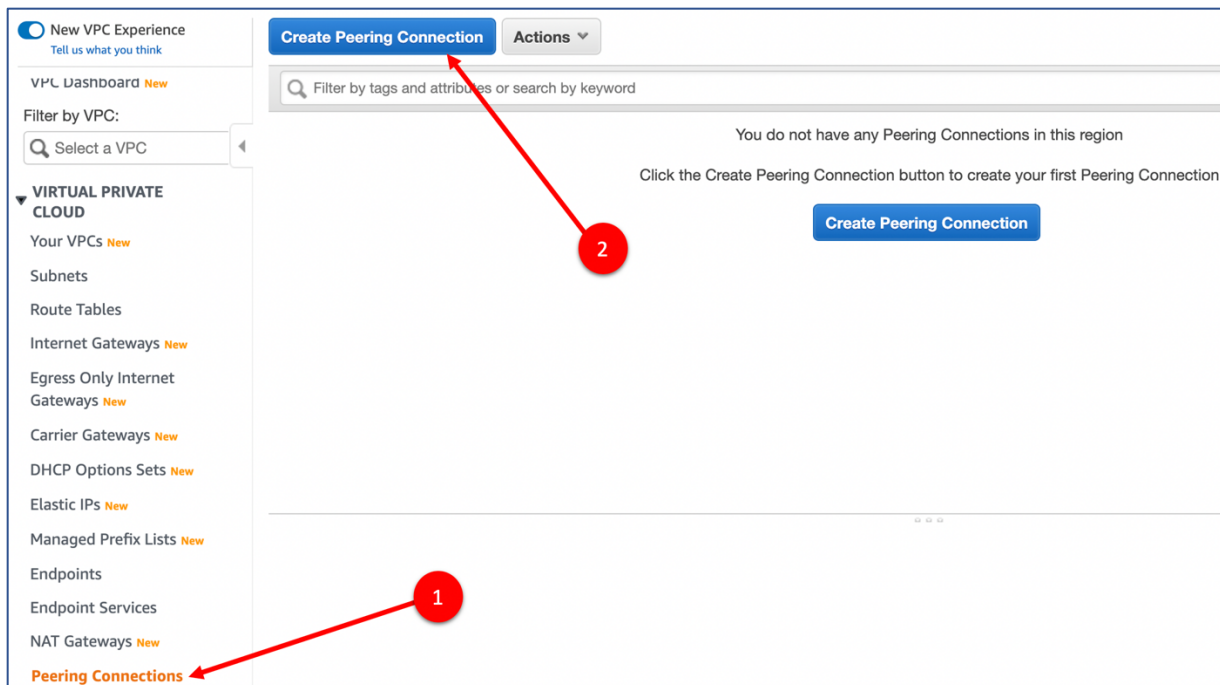 New VPC Experience
Tell us what you think
VPC Dashboard New
Filter by VPC:
Select a VPC
VIRTUAL PRIVATE
CLOUD
Your VPCs New
Subnets
Route Tables
Internet Gateways New
Egress Only Internet
Gateways New
Carrier Gateways New
DHCP Options Sets New
Elastic IPs New
Managed Prefix Lists New
Endpoints
Endpoint Services
NAT Gateways New
Peering Connections
1
Create Peering Connection Actions
Filter by tags and attributes or search by keyword
You do not have any Peering Connections in this region
Click the Create Peering Connection button to create your first Peering Connection
Create Peering Connection
2